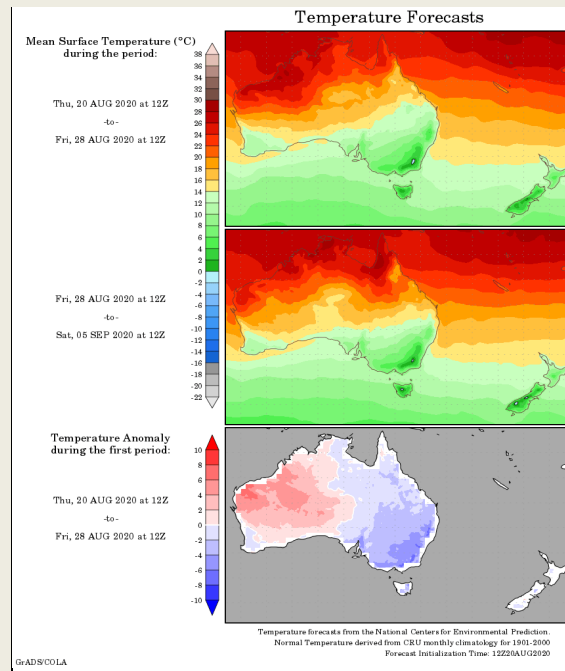 Temperature Forecasts
Mean Surface Temperature (°C)
during the period:
Thu, 20 AUG 2020 at 12Z
-to-
Fri, 28 AUG 2020 at 12Z
38
36
34
32
30
28
26
24
22
20
18
16
14
12
10
8
6
4
2
0
-2
-4
-6
-8
-10
-12
-14
-16
-18
-20
-22
Fri, 28 AUG 2020 at 12Z
-to-
Sat, 05 SEP 2020 at 12Z
Temperature Anomaly
during the first period:
Thu, 20 AUG 2020 at 12Z
-to-
Fri, 28 AUG 2020 at 12Z
10
8
6
4
2
0
-2
-4
-6
-8
-10
Temperature forecasts from the National Centers for Environmental Prediction.
Normal Temperature derived from CRU monthly climatology for 1901-2000
Forecast Initialization Time: 12Z20AUG2020
GrADS/COLA